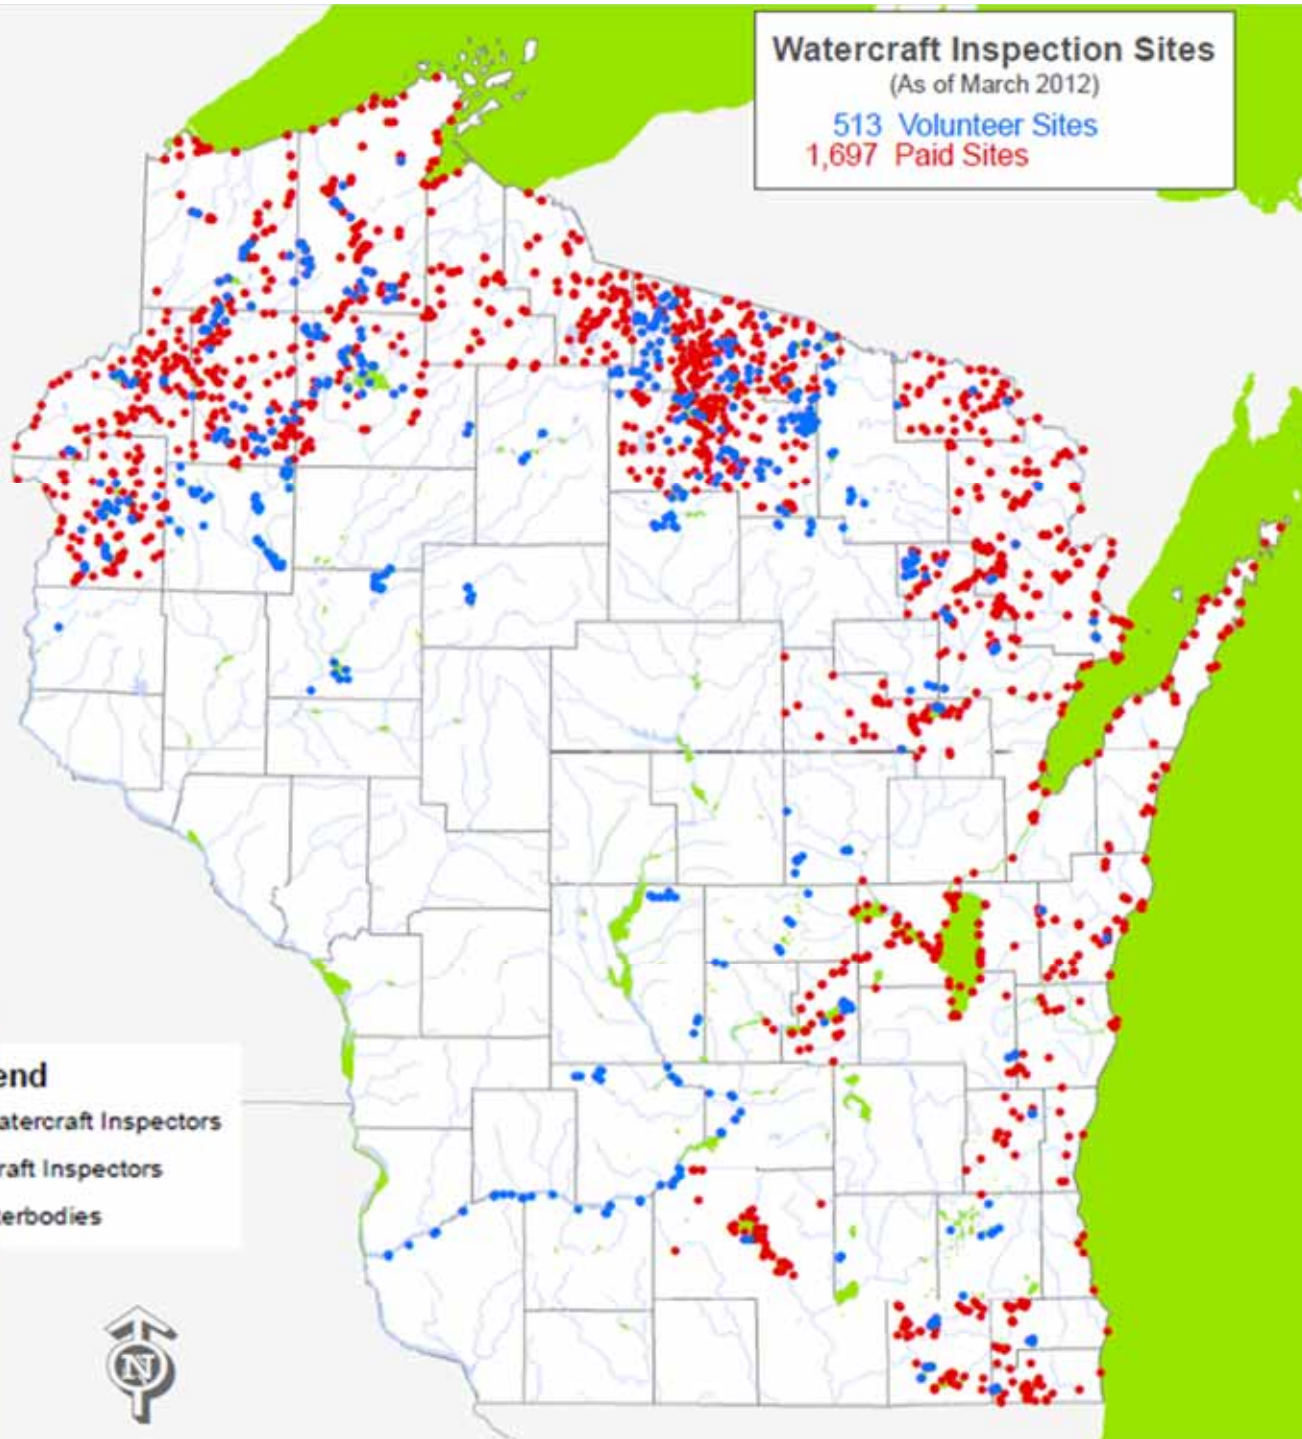 Watercraft Inspection Sites
(As of March 2012)
513 Volunteer Sites
1,697 Paid Sites
end
atercraft Inspectors
raft Inspectors
erbodies
N